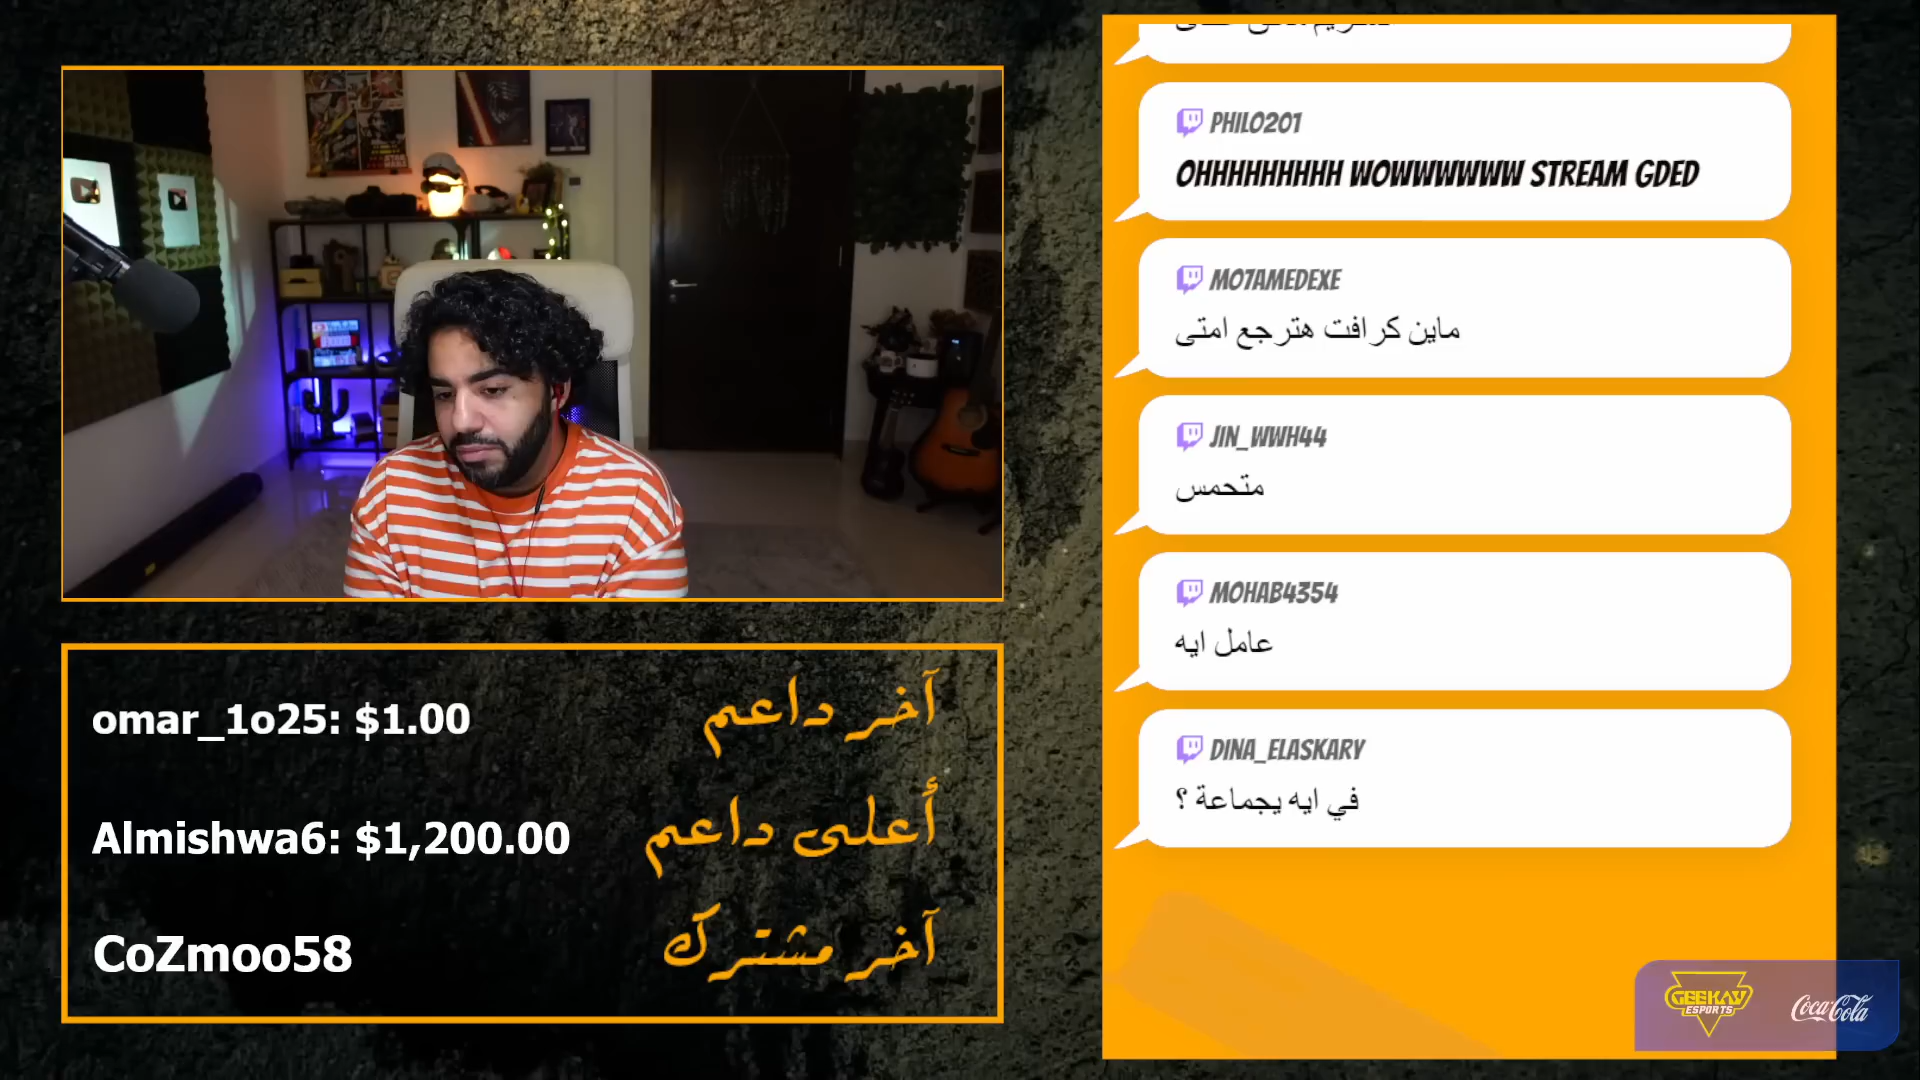 omar_1o25: $1.00
آخر داعم
Almishwa6: $1,200.00
أعلى داعم
CoZmoo58
آخر مشترك
PHILO201
OHHHHHHHHH WOWWWWWW STREAM GDED
MO7AMEDEXE
ماين كرافت هترجع امتى
JIN_WWH44
متحمس
MOHAB4354
عامل ايه
DINA_ELASKARY
في ايه يجماعة ؟
GEEKAY
ESPORTS
Coca-Cola